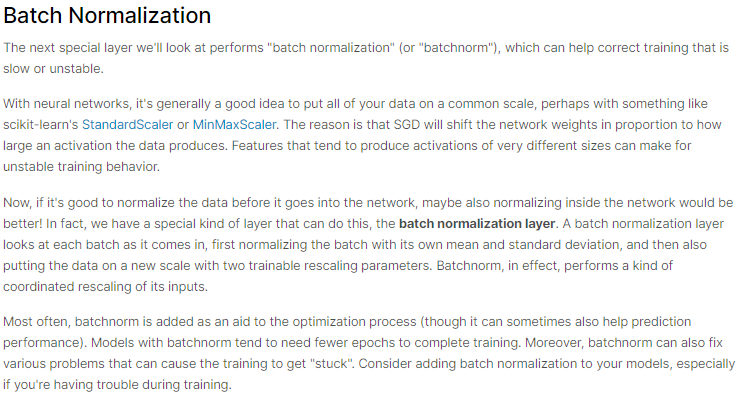 Batch Normalization
The next special layer we'll look at performs "batch normalization" (or "batchnorm"), which can help correct training that is
slow or unstable.
With neural networks, it's generally a good idea to put all of your data on a common scale, perhaps with something like
scikit-learn's StandardScaler or MinMaxScaler. The reason is that SGD will shift the network weights in proportion to how
large an activation the data produces. Features that tend to produce activations of very different sizes can make for
unstable training behavior.
Now, if it's good to normalize the data before it goes into the network, maybe also normalizing inside the network would be
better! In fact, we have a special kind of layer that can do this, the batch normalization layer. A batch normalization layer
looks at each batch as it comes in, first normalizing the batch with its own mean and standard deviation, and then also
putting the data on a new scale with two trainable rescaling parameters. Batchnorm, in effect, performs a kind of
coordinated rescaling of its inputs.
Most often, batchnorm is added as an aid to the optimization process (though it can sometimes also help prediction
performance). Models with batchnorm tend to need fewer epochs to complete training. Moreover, batchnorm can also fix
various problems that can cause the training to get "stuck". Consider adding batch normalization to your models, especially
if you're having trouble during training.